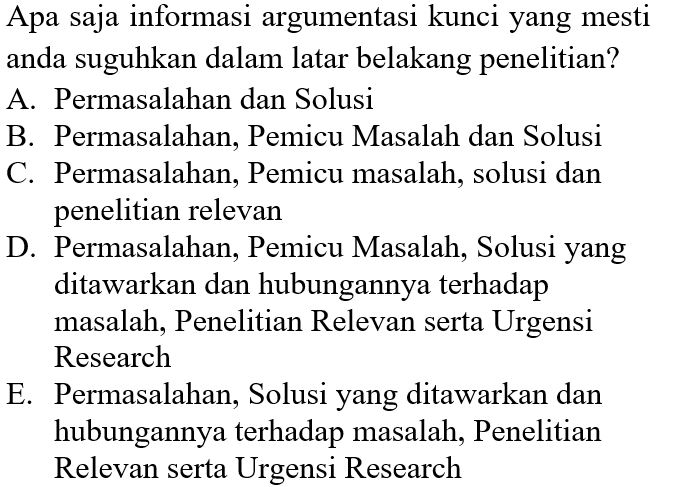 Apa saja informasi argumentasi kunci yang mesti
anda suguhkan dalam latar belakang penelitian?
A. Permasalahan dan Solusi
B. Permasalahan, Pemicu Masalah dan Solusi
C. Permasalahan, Pemicu masalah, solusi dan
penelitian relevan
D. Permasalahan, Pemicu Masalah, Solusi yang
ditawarkan dan hubungannya terhadap
masalah, Penelitian Relevan serta Urgensi
Research
E. Permasalahan, Solusi yang ditawarkan dan
hubungannya terhadap masalah, Penelitian
Relevan serta Urgensi Research